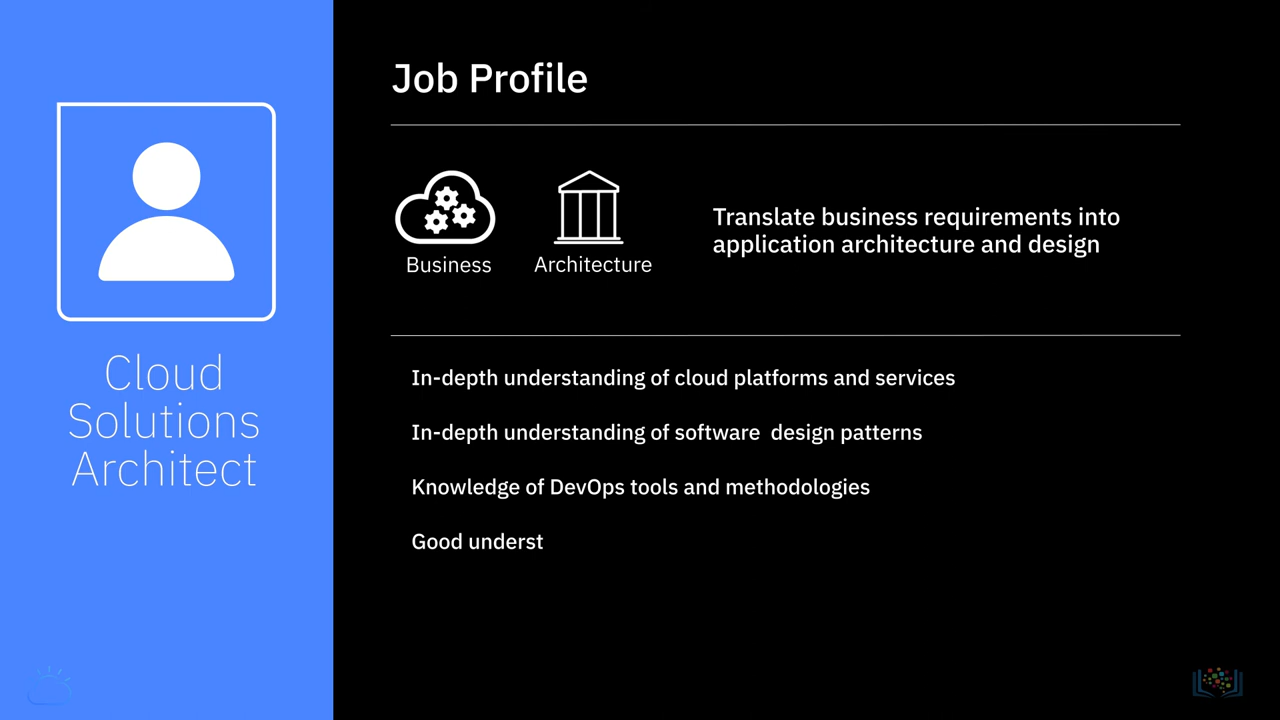 Job Profile
Business
Architecture
Translate business requirements into
application architecture and design
Cloud
Solutions
Architect
In-depth understanding of cloud platforms and services
In-depth understanding of software  design patterns
Knowledge of DevOps tools and methodologies
Good underst